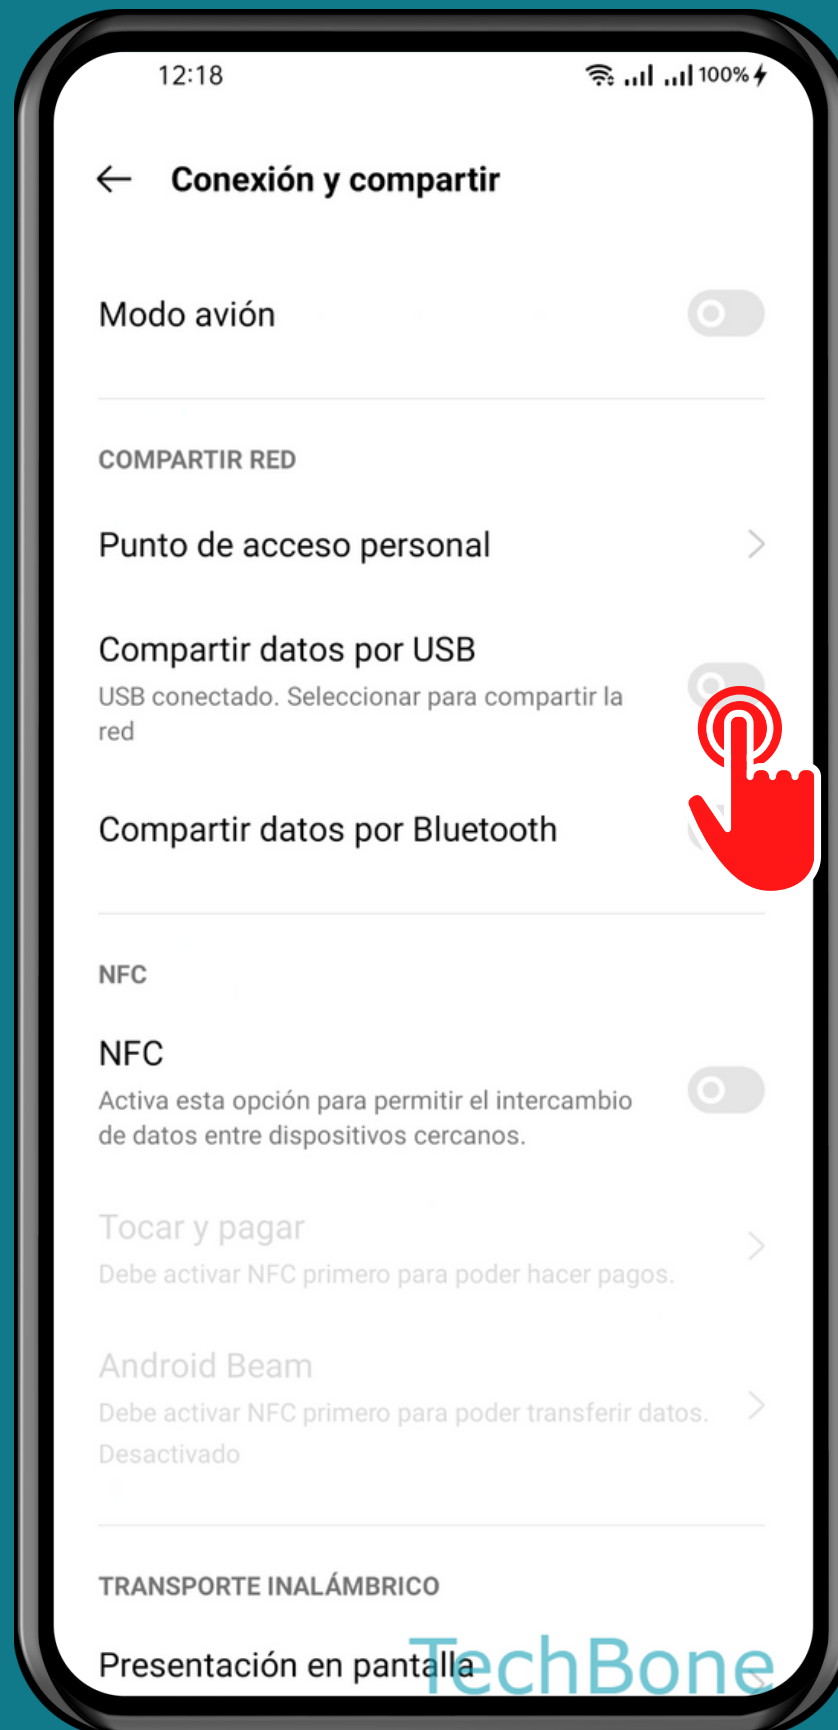 12:18
100%
Conexión y compartir
Modo avión
COMPARTIR RED
Punto de acceso personal
Compartir datos por USB
USB conectado. Seleccionar para compartir la
red
Compartir datos por Bluetooth
NFC
NFC
Activa esta opción para permitir el intercambio
de datos entre dispositivos cercanos.
Tocar y pagar
Debe activar NFC primero para poder hacer pagos.
Android Beam
Debe activar NFC primero para poder transferir datos.
Desactivado
TRANSPORTE INALÁMBRICO
Presentación en pantalla
TechBone